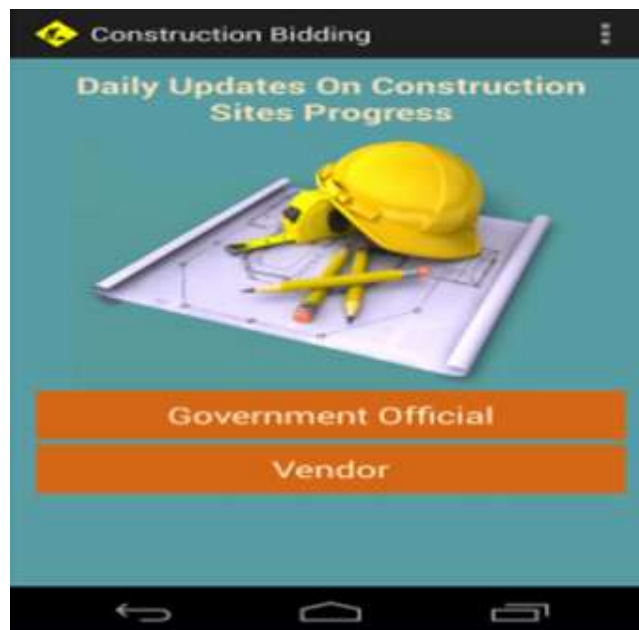 Construction Bidding
Daily Updates On Construction
Sites Progress
Government Official
Vendor